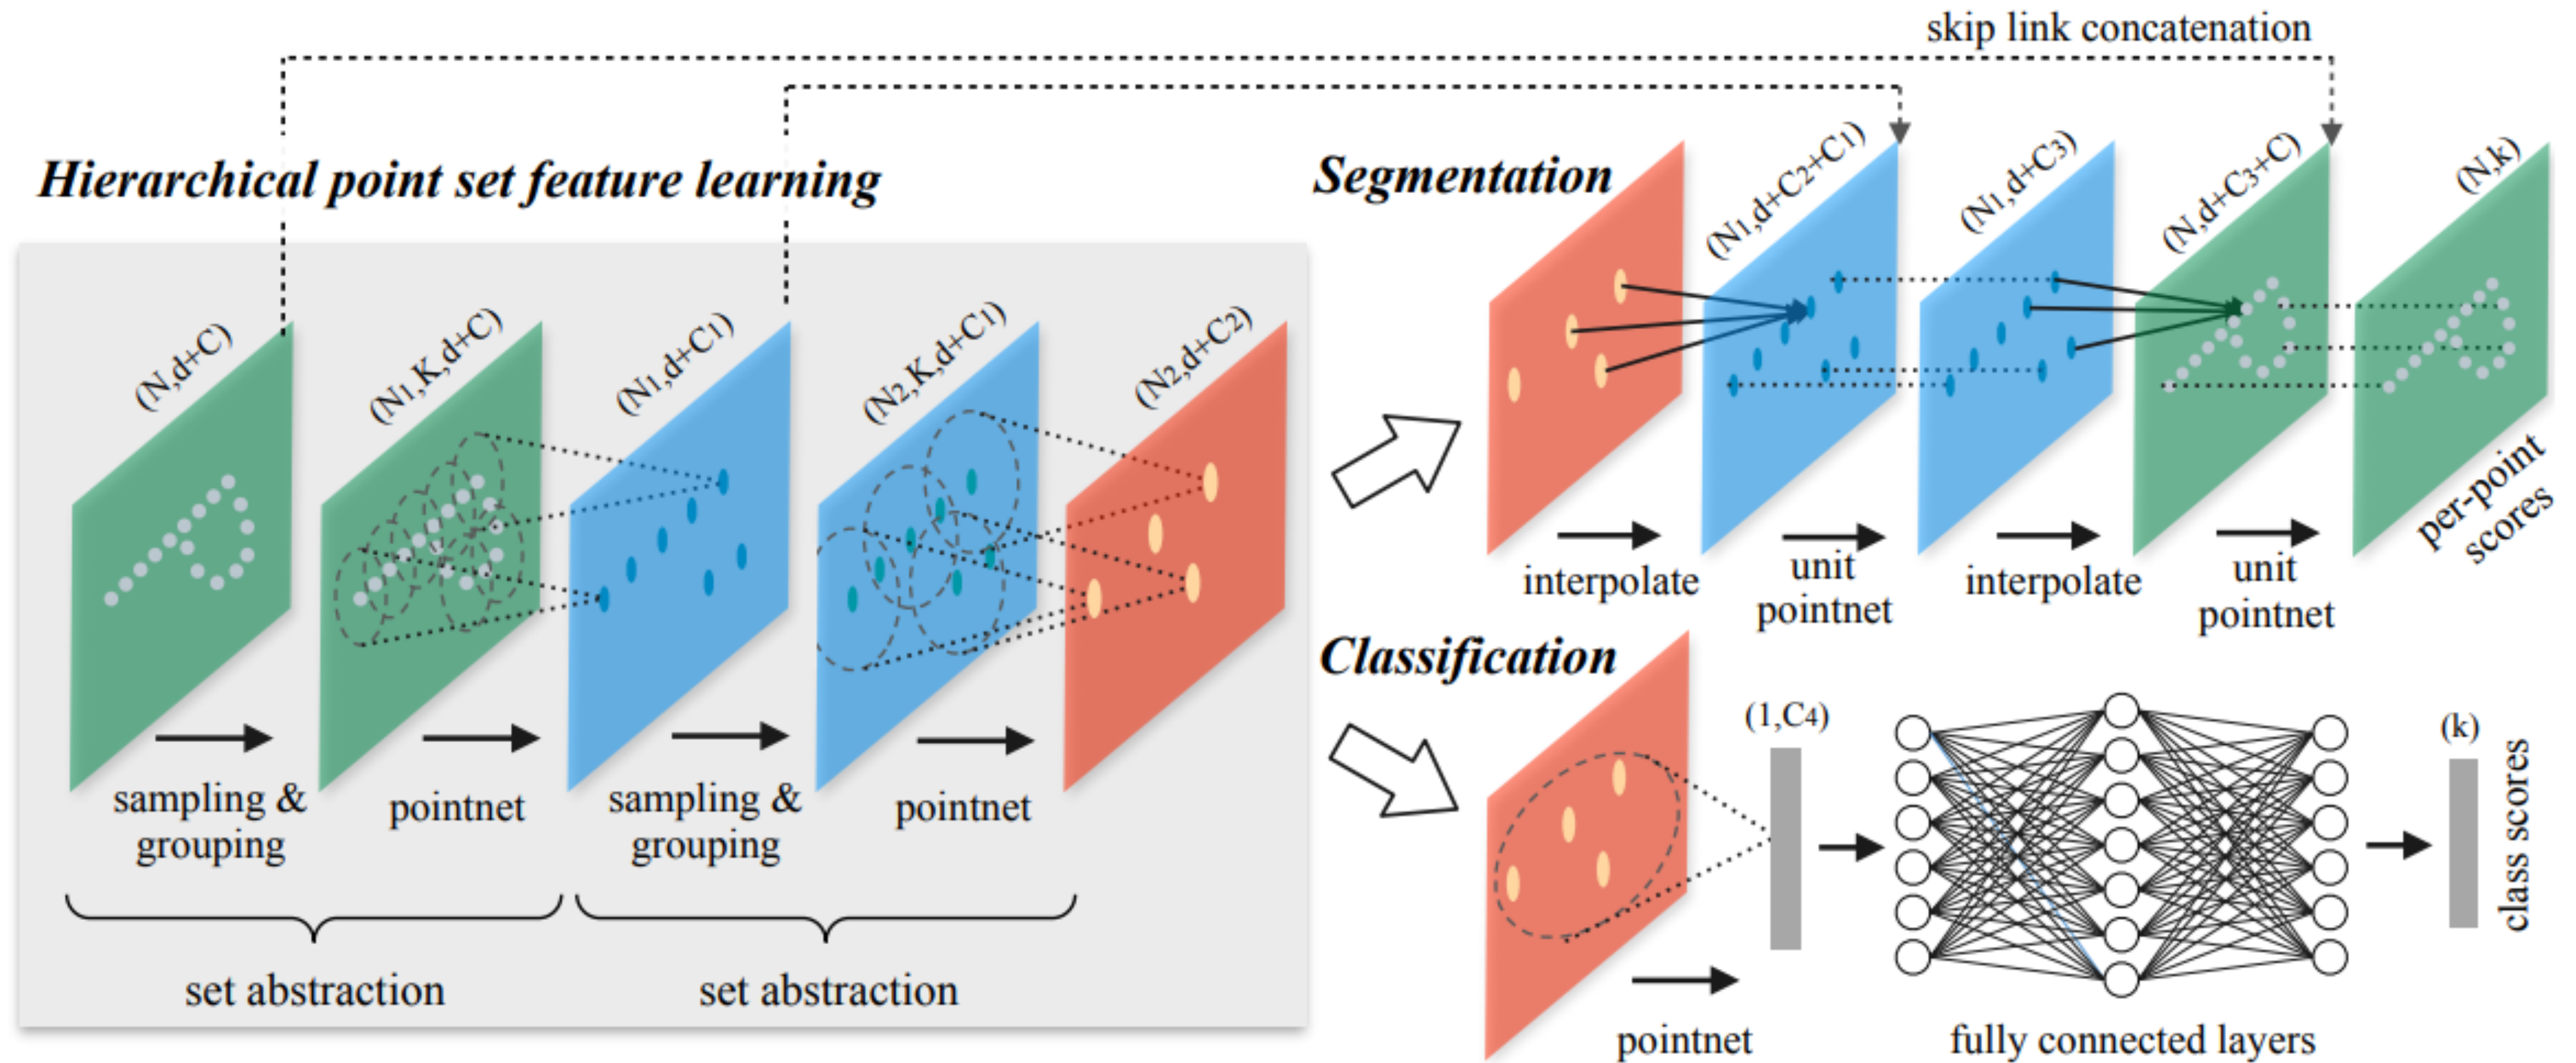 skip link concatenation
Hierarchical point set feature learning
(N,d+C)
(N1,K,d+C)
(N1,d+C1)
(N2,K,d+C1)
(N2,d+C2)
sampling &
grouping
pointnet
sampling &
grouping
pointnet
set abstraction
set abstraction
Segmentation
(N1,d+C2+C1)
(N1,d+C3)
(N,d+C3+C)
(N,k)
interpolate
unit
pointnet
interpolate
unit
pointnet
per-point
scores
Classification
(1,C4)
(k)
class scores
pointnet
fully connected layers